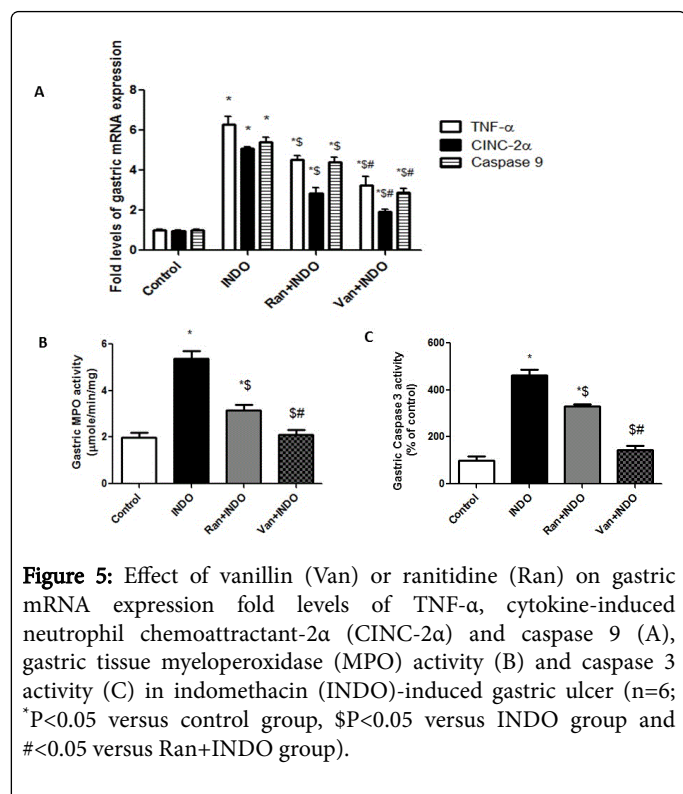 A
Fold levels of gastric mRNA expression
8
6
4
2
0
* * *
*$ *$ *$
*$# *$# *$#
TNF-α
CINC-2α
Caspase 9
Control INDO Ran+INDO Van+INDO
B
Gastric MPO activity
(µmole/min/mg)
6
4
2
0
*
*$
$#
Control INDO Ran+INDO Van+INDO
C
Gastric Caspase 3 activity
(% of control)
600
400
200
0
*
*$
$#
Control INDO Ran+INDO Van+INDO
Figure 5: Effect of vanillin (Van) or ranitidine (Ran) on gastric
mRNA expression fold levels of TNF-α, cytokine-induced
neutrophil chemoattractant-2α (CINC-2α) and caspase 9 (A),
gastric tissue myeloperoxidase (MPO) activity (B) and caspase 3
activity (C) in indomethacin (INDO)-induced gastric ulcer (n=6;
*P<0.05 versus control group, $P<0.05 versus INDO group and
#<0.05 versus Ran+INDO group).